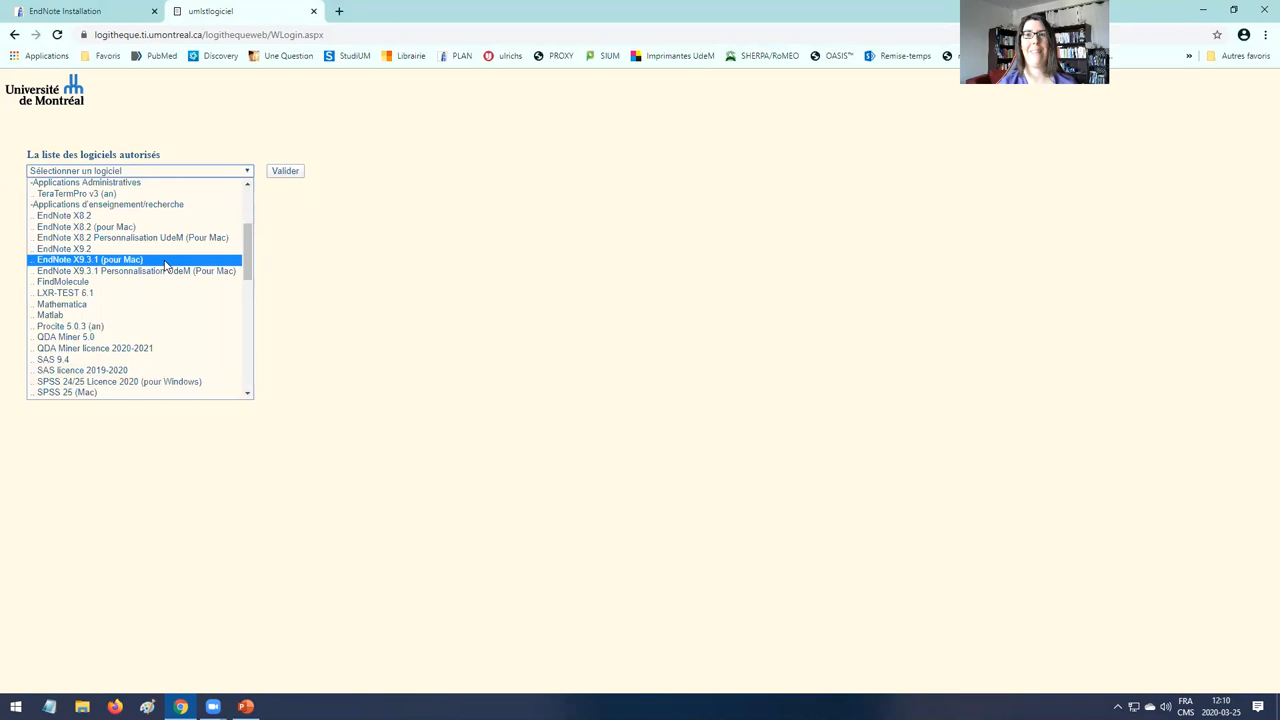 EndNote Installation
umlstlogiciel
logitheque.ti.umontreal.ca/logithequeweb/WLogin.aspx
Applications
Favoris
PubMed
Discovery
Une Question
StudiUM
Librairie
PLAN
ulrichs
PROXY
SIUM
Imprimantes UdeM
SHERPA/RoMEO
OASIS™
Remise-temps
Autres favoris
Université
de Montréal
La liste des logiciels autorisés
Sélectionner un logiciel
Valider
-Applications Administratives
.. TeraTermPro v3 (an)
-Applications d'enseignement/recherche
.. EndNote X8.2
.. EndNote X8.2 (pour Mac)
.. EndNote X8.2 Personnalisation UdeM (Pour Mac)
.. EndNote X9.2
.. EndNote X9.3.1 (pour Mac)
.. EndNote X9.3.1 Personnalisation UdeM (Pour Mac)
.. FindMolecule
.. LXR-TEST 6.1
.. Mathematica
.. Matlab
.. Procite 5.0.3 (an)
.. QDA Miner 5.0
.. QDA Miner licence 2020-2021
.. SAS 9.4
.. SAS licence 2019-2020
.. SPSS 24/25 Licence 2020 (pour Windows)
.. SPSS 25 (Mac)
FRA
12:10
CMS
2020-03-25